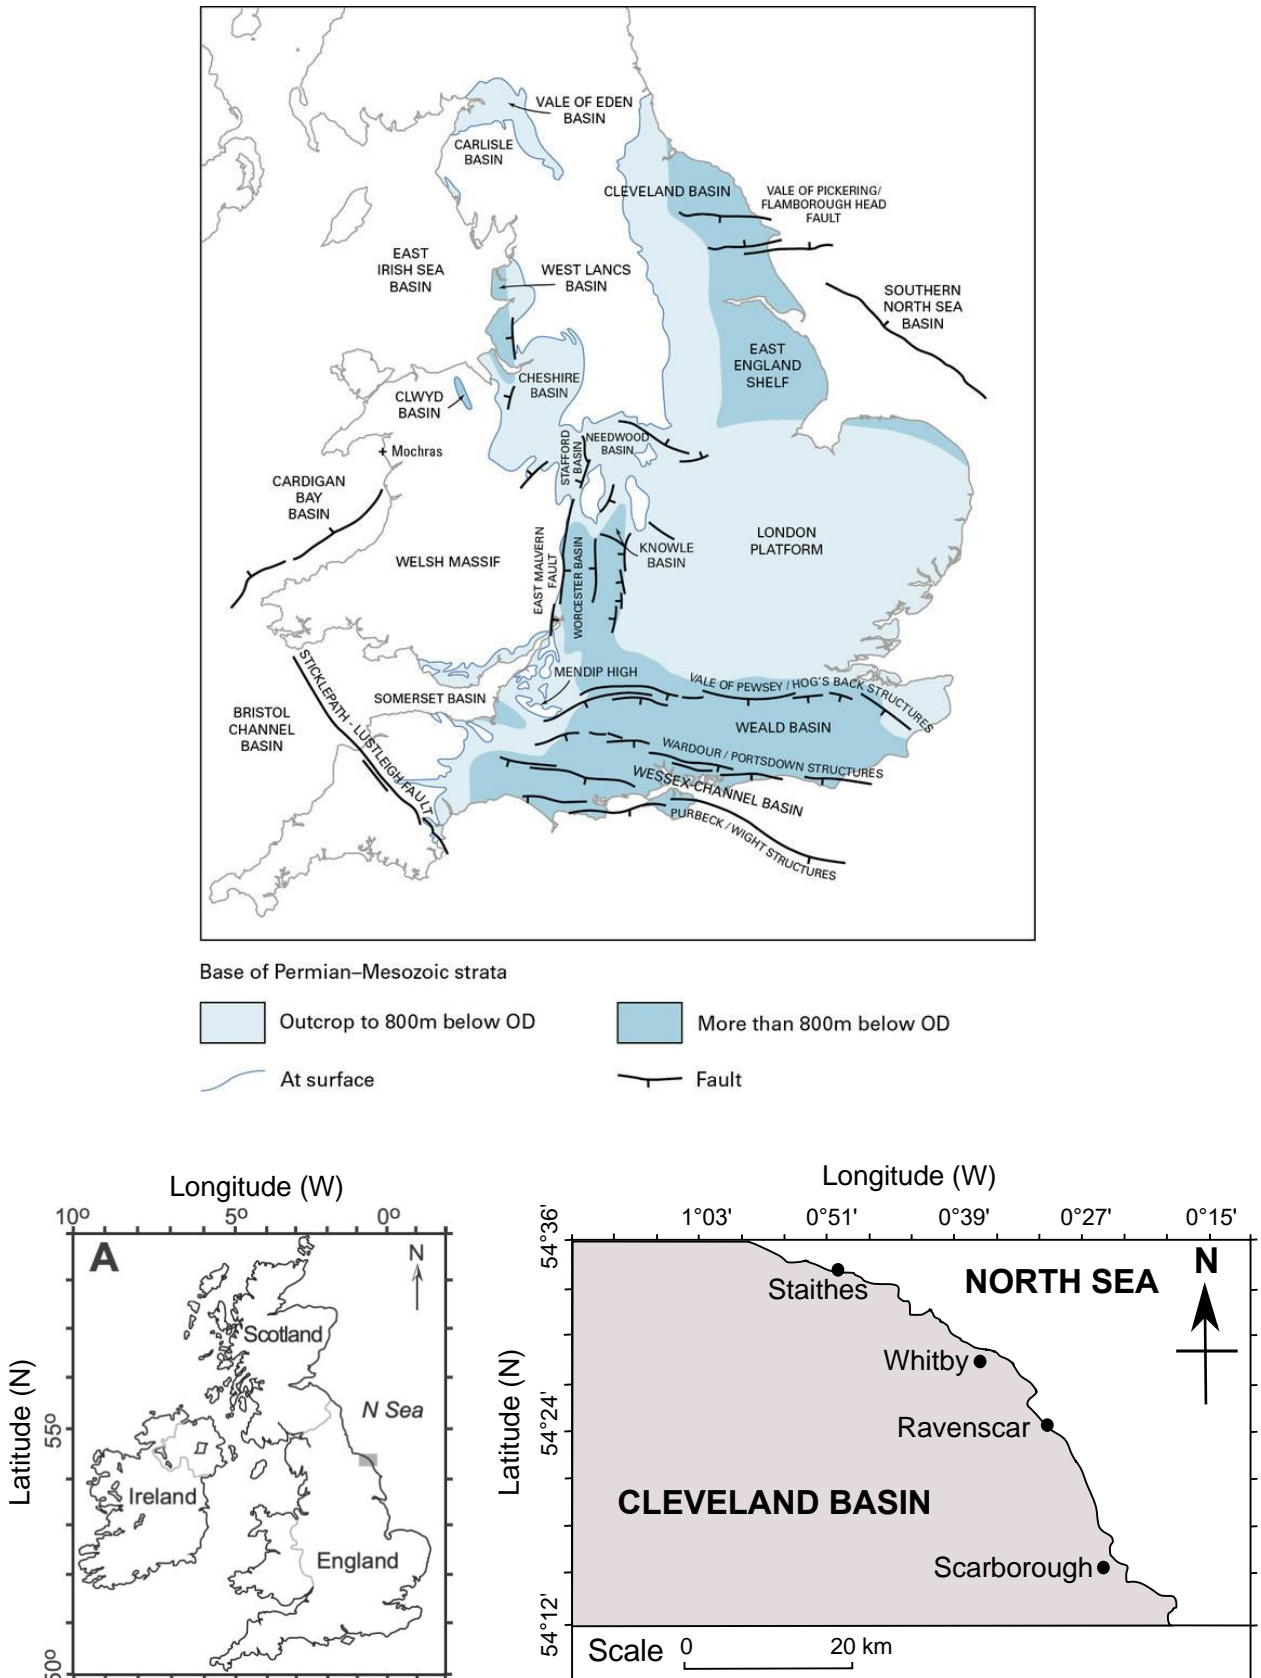 VALE OF EDEN
BASIN
CARLISLE
BASIN
CLEVELAND BASIN
VALE OF PICKERING/
FLAMBOROUGH HEAD
FAULT
EAST
IRISH SEA
BASIN
WEST LANCS
BASIN
SOUTHERN
NORTH SEA
BASIN
EAST
ENGLAND
SHELF
CHESHIRE
BASIN
CLWYD
BASIN
STAFFORD
BASIN
NEEDWOOD
BASIN
Mochras
CARDIGAN
BAY
BASIN
LONDON
PLATFORM
KNOWLE
BASIN
WELSH MASSIF
EAST MALVERN
FAULT
WORCESTER BASIN
MENDIP HIGH
STICKLEPATH - LUSTLEIGH FAULT
SOMERSET BASIN
VALE OF PEWSEY / HOG'S BACK STRUCTURES
BRISTOL
CHANNEL
BASIN
WEALD BASIN
WARDOUR / PORTSDOWN STRUCTURES
WESSEX-CHANNEL BASIN
PURBECK / WIGHT STRUCTURES
Base of Permian–Mesozoic strata
Outcrop to 800m below OD
More than 800m below OD
At surface
Fault
Longitude (W)
10º 5º 0º
A
N
Scotland
N Sea
Ireland
England
Latitude (N)
55º
50º
Longitude (W)
1°03' 0°51' 0°39' 0°27' 0°15'
54°36'
NORTH SEA
N
Staithes
Whitby
Latitude (N)
54°24'
Ravenscar
CLEVELAND BASIN
Scarborough
54°12'
Scale 0 20 km